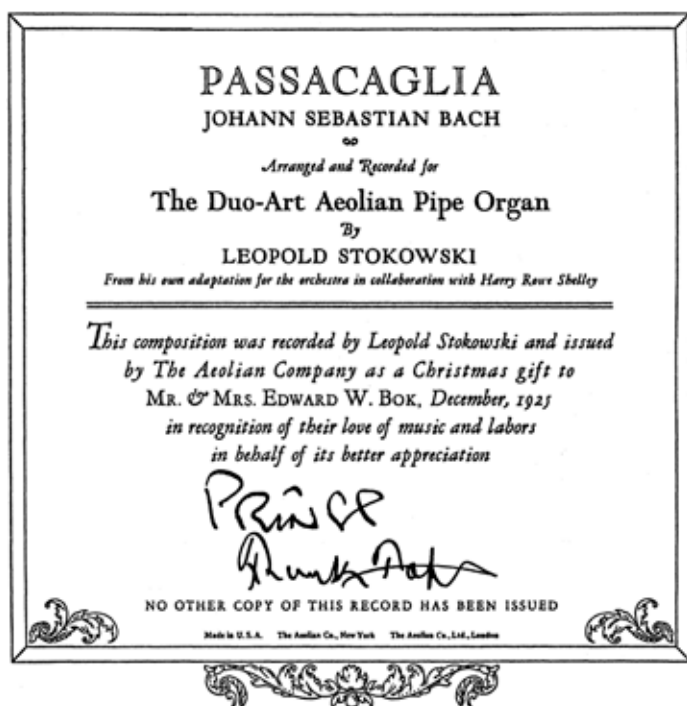 PASSACAGLIA
JOHANN SEBASTIAN BACH
Arranged and Recorded for
The Duo-Art Aeolian Pipe Organ
By
LEOPOLD STOKOWSKI
From his own adaptation for the orchestra in collaboration with Harry Rowe Shelley
This composition was recorded by Leopold Stokowski and issued
by The Aeolian Company as a Christmas gift to
MR. & MRS. EDWARD W. BOK, December, 1925
in recognition of their love of music and labors
in behalf of its better appreciation
NO OTHER COPY OF THIS RECORD HAS BEEN ISSUED
Made in U.S.A. The Aeolian Co., New York The Aeolian Co., Ltd., London